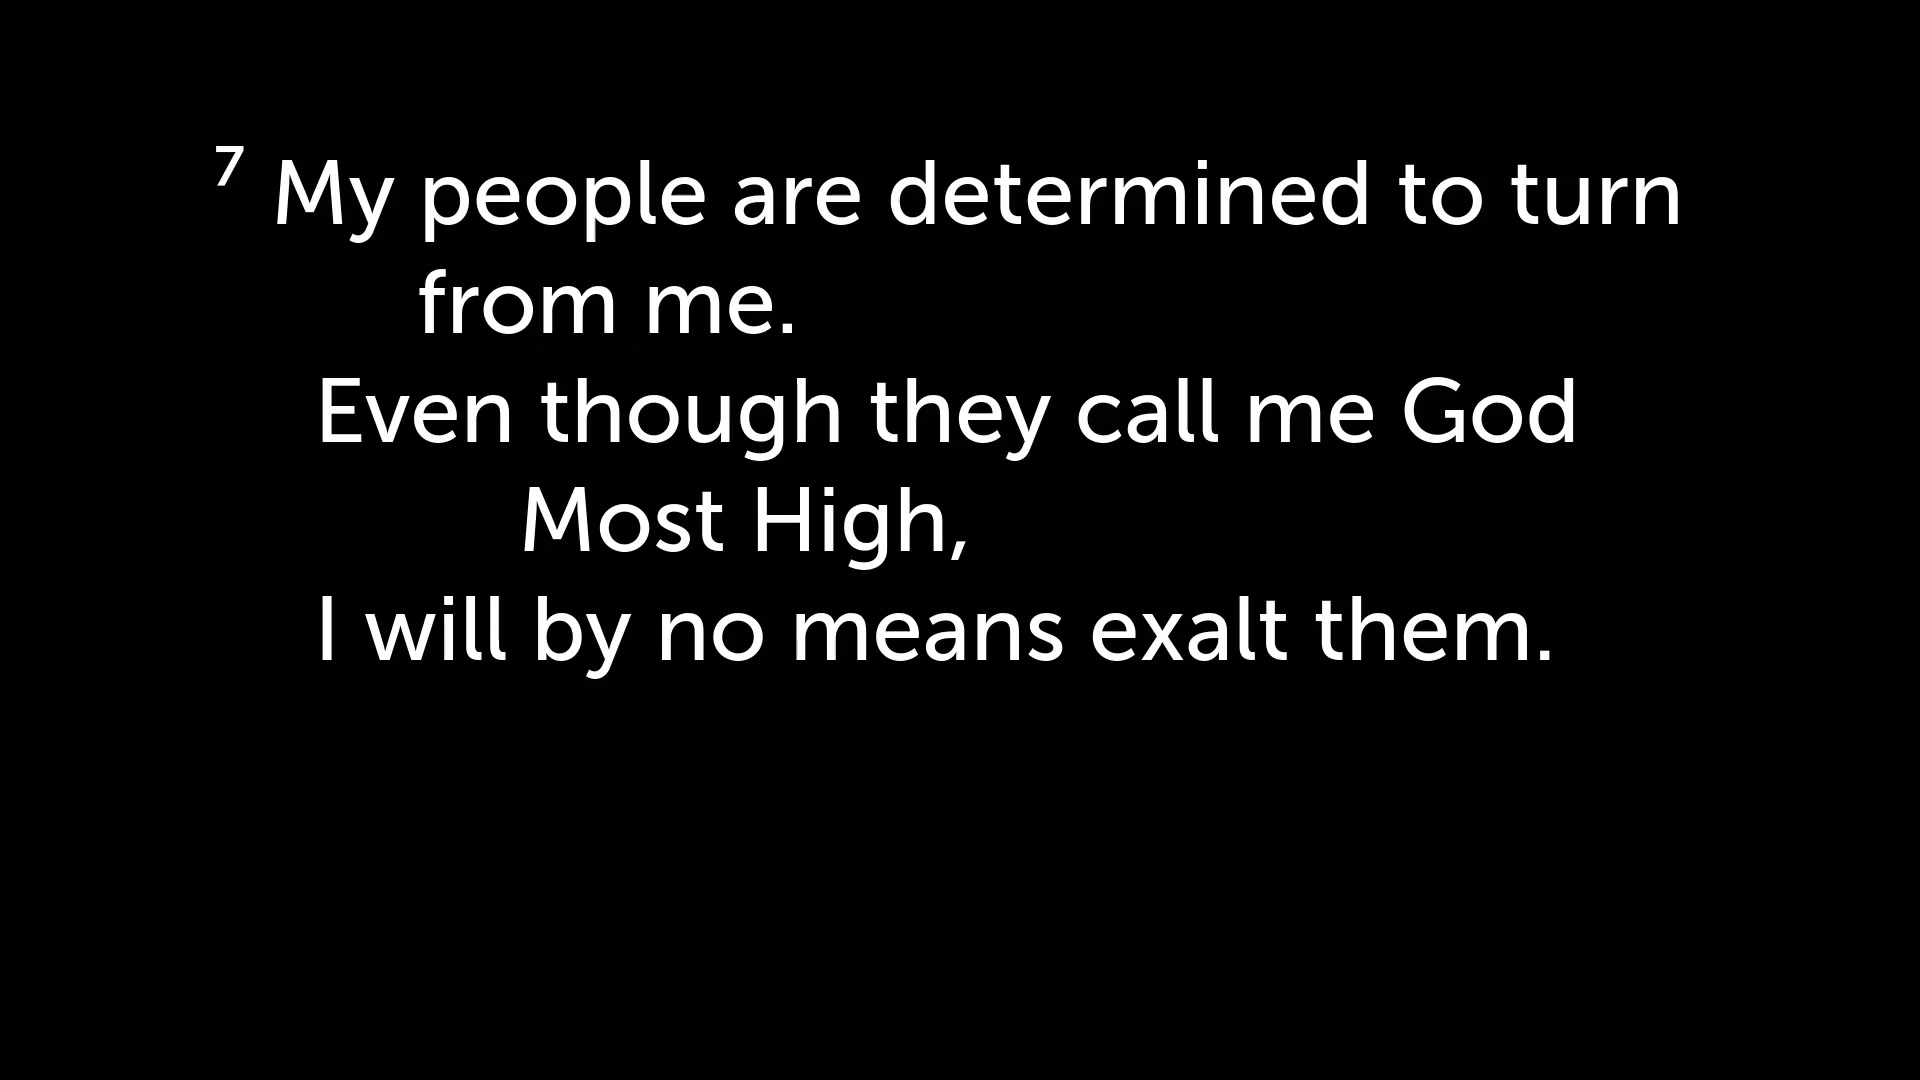 ⁷ My people are determined to turn
from me.
Even though they call me God
Most High,
I will by no means exalt them.